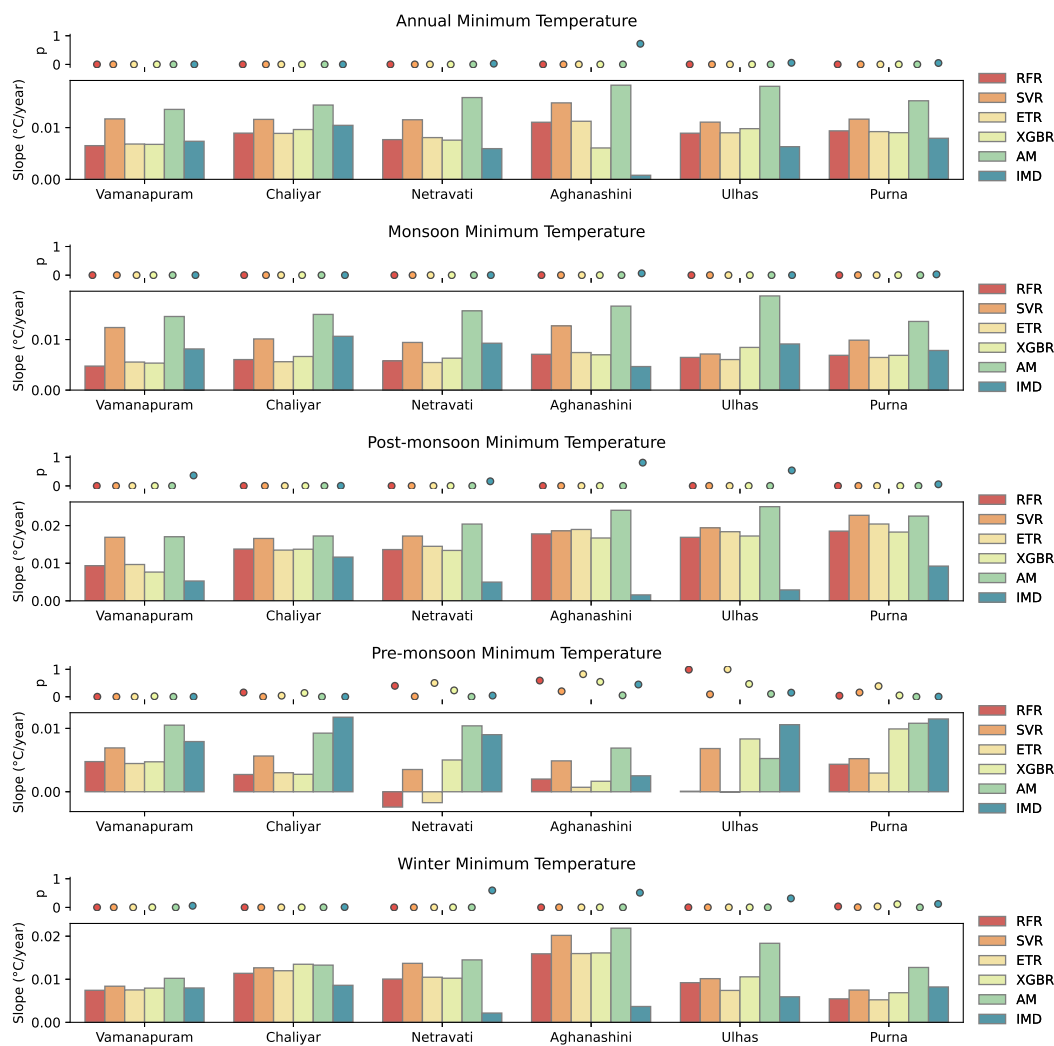 Annual Minimum Temperature
1
0
p
0.01
0.00
Slope (°C/year)
Vamanapuram Chaliyar Netravati Aghanashini Ulhas Purna
RFR
SVR
ETR
XGBR
AM
IMD
Monsoon Minimum Temperature
1
0
p
0.01
0.00
Slope (°C/year)
Vamanapuram Chaliyar Netravati Aghanashini Ulhas Purna
RFR
SVR
ETR
XGBR
AM
IMD
Post-monsoon Minimum Temperature
1
0
p
0.02
0.01
0.00
Slope (°C/year)
Vamanapuram Chaliyar Netravati Aghanashini Ulhas Purna
RFR
SVR
ETR
XGBR
AM
IMD
Pre-monsoon Minimum Temperature
1
0
p
0.01
0.00
Slope (°C/year)
Vamanapuram Chaliyar Netravati Aghanashini Ulhas Purna
RFR
SVR
ETR
XGBR
AM
IMD
Winter Minimum Temperature
1
0
p
0.02
0.01
0.00
Slope (°C/year)
Vamanapuram Chaliyar Netravati Aghanashini Ulhas Purna
RFR
SVR
ETR
XGBR
AM
IMD